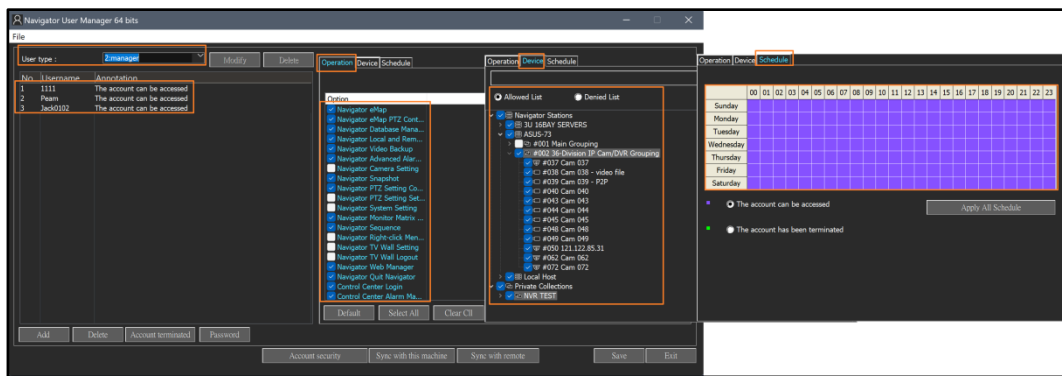 Navigator User Manager 64 bits
File
User type : 2:manager Modify Delete
No. Username Annotation
1 1111 The account can be accessed
2 Peam The account can be accessed
3 Jack0102 The account can be accessed
Add Delete Account terminated Password
Operation Device Schedule
Option
Navigator eMap
Navigator eMap PTZ Cont...
Navigator Database Mana...
Navigator Local and Rem...
Navigator Video Backup
Navigator Advanced Alar...
Navigator Camera Setting
Navigator Snapshot
Navigator PTZ Setting Co...
Navigator PTZ Setting Set...
Navigator System Setting
Navigator Monitor Matrix ...
Navigator Sequence
Navigator Right-click Men...
Navigator TV Wall Setting
Navigator TV Wall Logout
Navigator Web Manager
Navigator Quit Navigator
Control Center Login
Control Center Alarm Ma...
Default Select All Clear Cll
Operation Device Schedule
Allowed List Denied List
Navigator Stations
3U 16BAY SERVERS
ASUS-73
#001 Main Grouping
#002 36-Division IP Cam/DVR Grouping
#037 Cam 037
#038 Cam 038 - video file
#039 Cam 039 - P2P
#040 Cam 040
#043 Cam 043
#044 Cam 044
#045 Cam 045
#048 Cam 048
#049 Cam 049
#050 121.122.85.31
#062 Cam 062
#072 Cam 072
Local Host
Private Collections
NVR TEST
Account security Sync with this machine Sync with remote Save Exit
Operation Device Schedule
00 01 02 03 04 05 06 07 08 09 10 11 12 13 14 15 16 17 18 19 20 21 22 23
Sunday
Monday
Tuesday
Wednesday
Thursday
Friday
Saturday
The account can be accessed Apply All Schedule
The account has been terminated